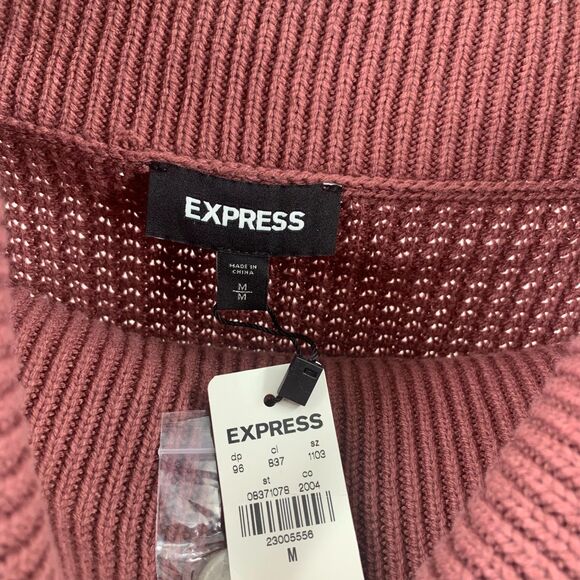 EXPRESS
MADE IN
CHINA
M
M
EXPRESS
dp cl sz
96 837 1103
st co
08371078 2004
23005556
M